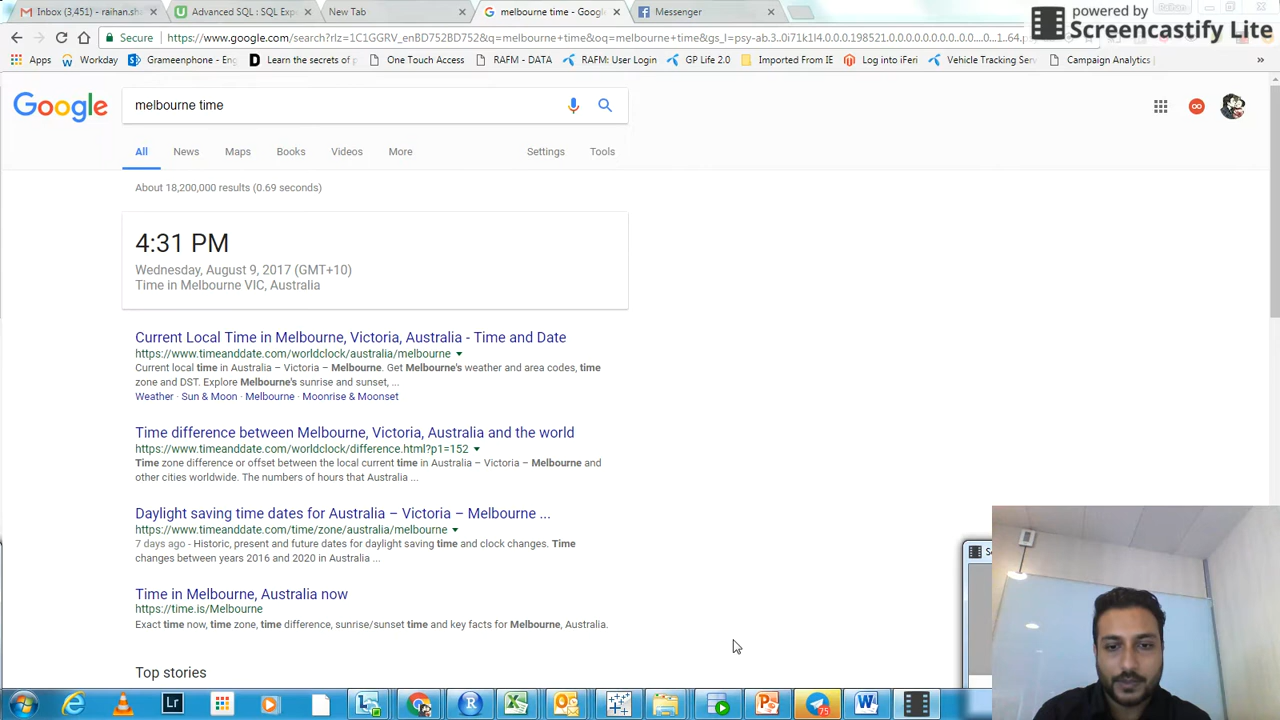 Inbox (3,451) - raihan.sha
Advanced SQL : SQL Exp
New Tab
melbourne time - Google
Messenger
powered by
Screencastify Lite
Secure
https://www.google.com/search?
melbourne+time&oq=melbourne+time&gs_l=psy-ab.3..0i71k1l4.0.0.0.198521.0.0.0.0.0.0.0.0..0.0....0...1..64.
Apps
Workday
Grameenphone - Eng
Learn the secrets of p
One Touch Access
RAFM - DATA
RAFM: User Login
GP Life 2.0
Imported From IE
Log into iFeri
Vehicle Tracking Serv
Campaign Analytics
»
Google
melbourne time
All News Maps Books Videos More Settings Tools
About 18,200,000 results (0.69 seconds)
4:31 PM
Wednesday, August 9, 2017 (GMT+10)
Time in Melbourne VIC, Australia
Current Local Time in Melbourne, Victoria, Australia - Time and Date
https://www.timeanddate.com/worldclock/australia/melbourne
Current local time in Australia – Victoria – Melbourne. Get Melbourne's weather and area codes, time
zone and DST. Explore Melbourne's sunrise and sunset, ...
Weather · Sun & Moon · Melbourne · Moonrise & Moonset
Time difference between Melbourne, Victoria, Australia and the world
https://www.timeanddate.com/worldclock/difference.html?p1=152
Time zone difference or offset between the local current time in Australia – Victoria – Melbourne and
other cities worldwide. The numbers of hours that Australia ...
Daylight saving time dates for Australia – Victoria – Melbourne ...
https://www.timeanddate.com/time/zone/australia/melbourne
7 days ago - Historic, present and future dates for daylight saving time and clock changes. Time
changes between years 2016 and 2020 in Australia ...
Time in Melbourne, Australia now
https://time.is/Melbourne
Exact time now, time zone, time difference, sunrise/sunset time and key facts for Melbourne, Australia.
Top stories
75